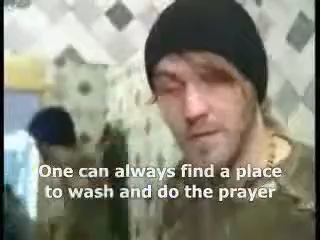 One can always find a place
to wash and do the prayer